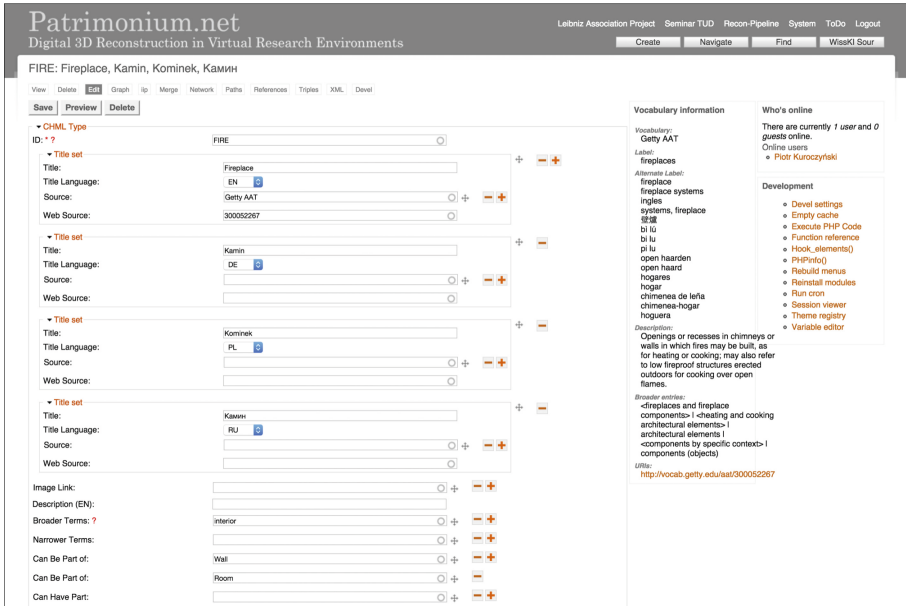 Patrimonium.net
Digital 3D Reconstruction in Virtual Research Environments
Leibniz Association Project Seminar TUD Recon-Pipeline System ToDo Logout
Create Navigate Find WissKI Sour
FIRE: Fireplace, Kamin, Kominek, Камин
View Delete Edit Graph iip Merge Network Paths References Triples XML Devel
Save Preview Delete
CHML Type
ID: * ? FIRE
Title set
Title: Fireplace
Title Language: EN
Source: Getty AAT
Web Source: 300052267
Title set
Title: Kamin
Title Language: DE
Source:
Web Source:
Title set
Title: Kominek
Title Language: PL
Source:
Web Source:
Title set
Title: Камин
Title Language: RU
Source:
Web Source:
Image Link:
Description (EN):
Broader Terms: ? interior
Narrower Terms:
Can Be Part of: Wall
Can Be Part of: Room
Can Have Part:
Vocabulary information
Vocabulary:
Getty AAT
Label:
fireplaces
Alternate Label:
fireplace
fireplace systems
ingles
systems, fireplace
壁爐
bì lú
bi lu
pi lu
open haarden
open haard
hogares
hogar
chimenea de leña
chimenea-hogar
hoguera
Description:
Openings or recesses in chimneys or
walls in which fires may be built, as
for heating or cooking; may also refer
to low fireproof structures erected
outdoors for cooking over open
flames.
Broader entries:
<fireplaces and fireplace
components> | <heating and cooking
architectural elements> |
architectural elements |
<components by specific context> |
components (objects)
URIs:
http://vocab.getty.edu/aat/300052267
Who's online
There are currently 1 user and 0
guests online.
Online users
Piotr Kuroczyński
Development
Devel settings
Empty cache
Execute PHP Code
Function reference
Hook_elements()
PHPinfo()
Rebuild menus
Reinstall modules
Run cron
Session viewer
Theme registry
Variable editor